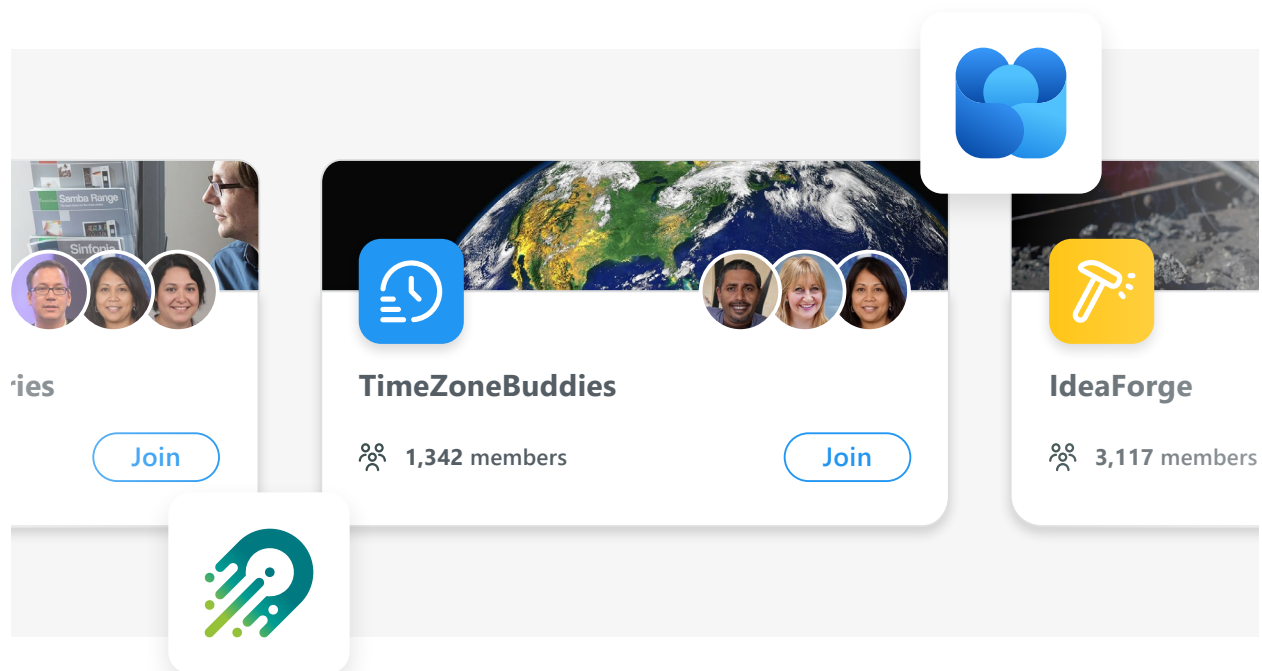 Samba Range
Sinfonia
ries
Join
TimeZoneBuddies
1,342 members
Join
IdeaForge
3,117 members